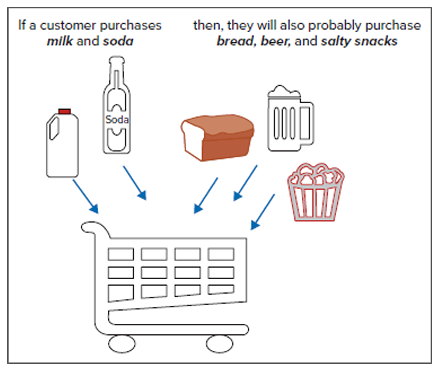 If a customer purchases
milk and soda
then, they will also probably purchase
bread, beer, and salty snacks
Soda